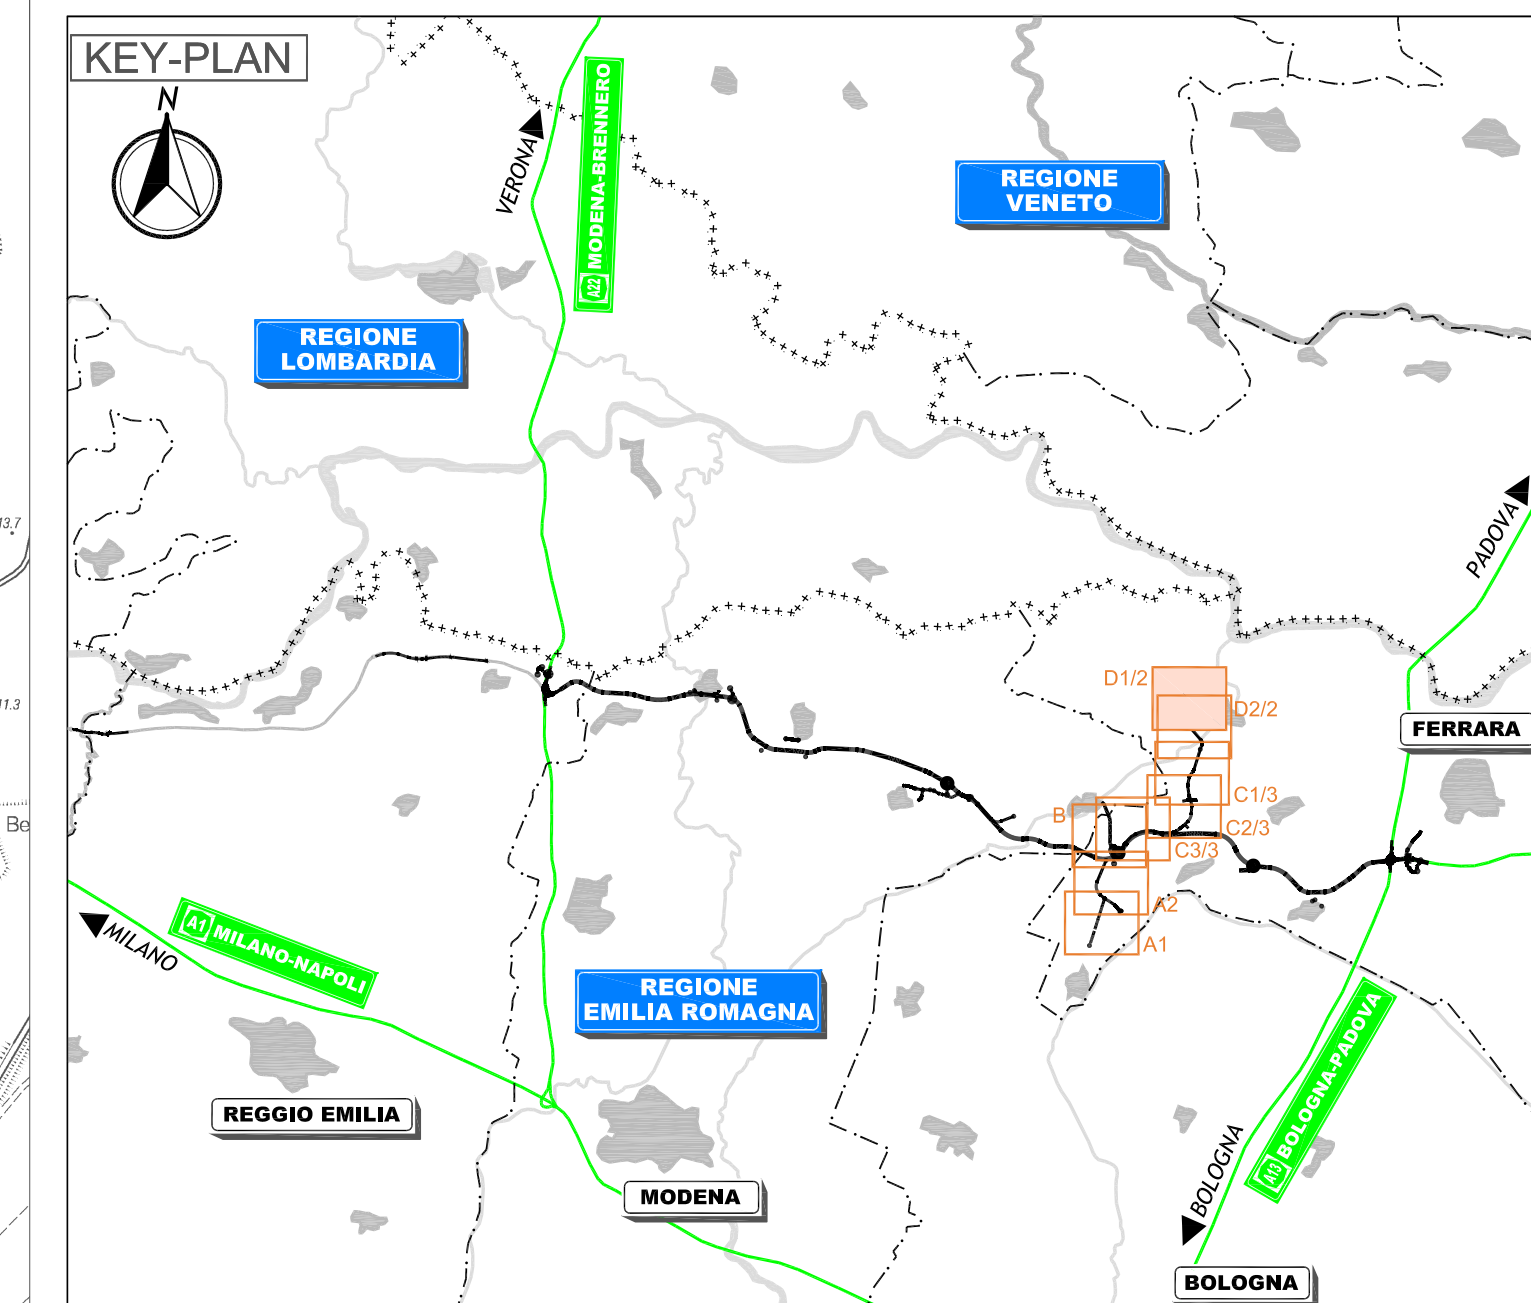 KEY-PLAN
N
VERONA
A22 MODENA-BRENNERO
REGIONE
VENETO
REGIONE
LOMBARDIA
13.7
PADOVA
D1/2
D2/2
11.3
FERRARA
C1/3
B
C2/3
Be
C3/3
A2
A1
MILANO
A1 MILANO-NAPOLI
REGIONE
EMILIA ROMAGNA
A13 BOLOGNA-PADOVA
REGGIO EMILIA
BOLOGNA
MODENA
BOLOGNA